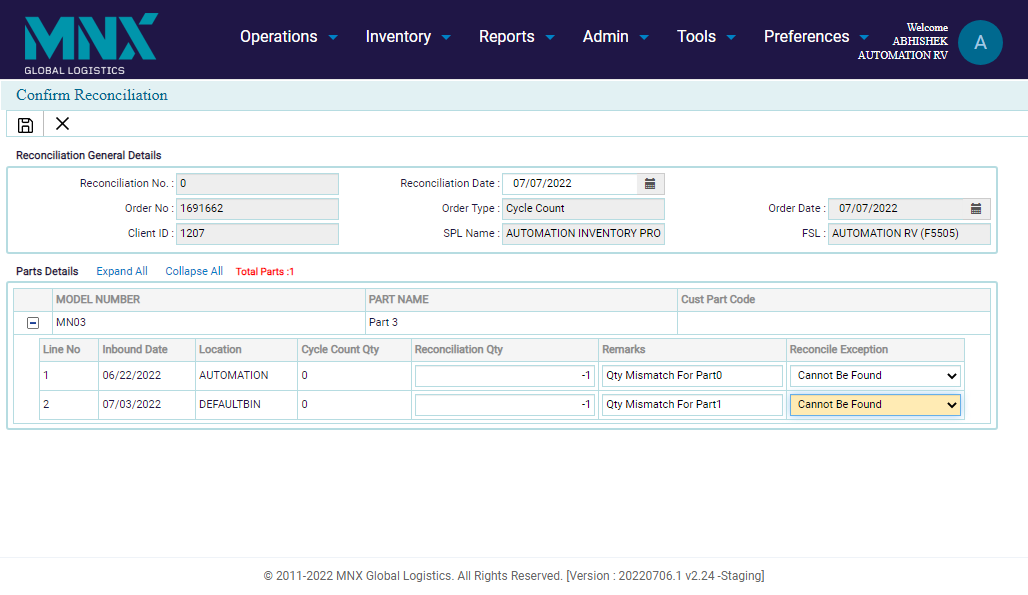 MNX
GLOBAL LOGISTICS
Operations Inventory Reports Admin Tools Preferences
Welcome
ABHISHEK
AUTOMATION RV
A
Confirm Reconciliation
Reconciliation General Details
Reconciliation No. : 0 Reconciliation Date : 07/07/2022
Order No : 1691662 Order Type : Cycle Count Order Date : 07/07/2022
Client ID : 1207 SPL Name : AUTOMATION INVENTORY PRO FSL : AUTOMATION RV (F5505)
Parts Details Expand All Collapse All Total Parts :1
MODEL NUMBER PART NAME Cust Part Code
MN03 Part 3
Line No Inbound Date Location Cycle Count Qty Reconciliation Qty Remarks Reconcile Exception
1 06/22/2022 AUTOMATION 0 -1 Qty Mismatch For Part0 Cannot Be Found
2 07/03/2022 DEFAULTBIN 0 -1 Qty Mismatch For Part1 Cannot Be Found
© 2011-2022 MNX Global Logistics. All Rights Reserved. [Version : 20220706.1 v2.24 -Staging]